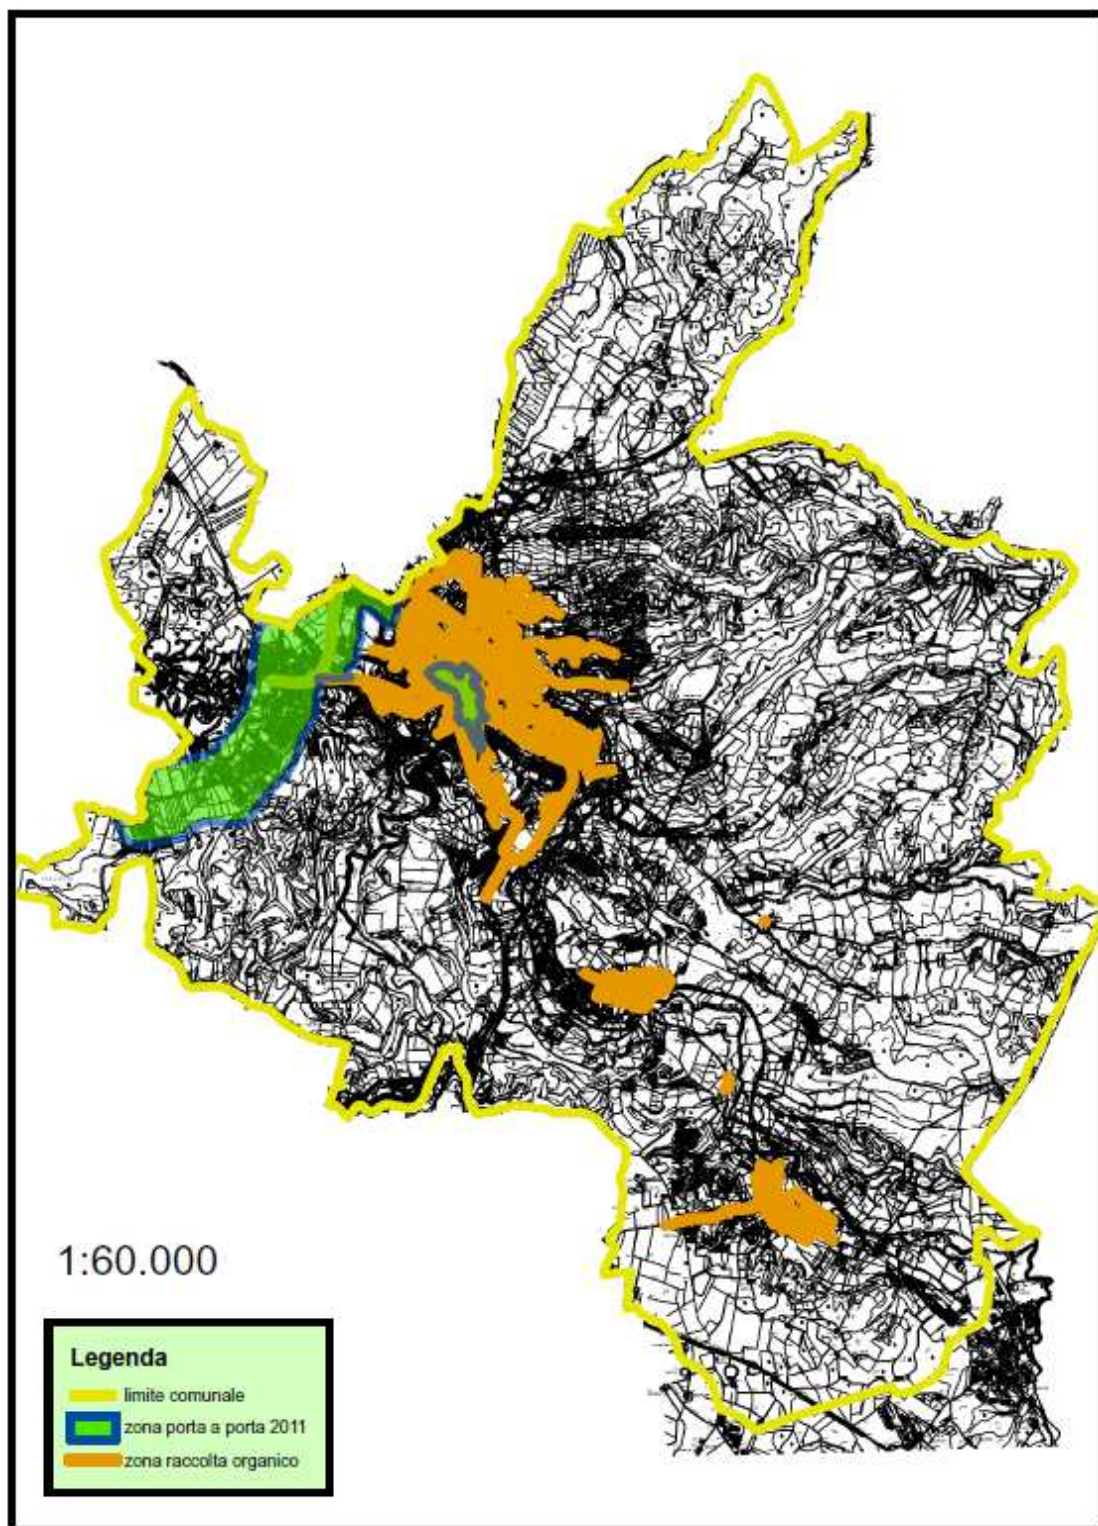 1:60.000
Legenda
limite comunale
zona porta a porta 2011
zona raccolta organico